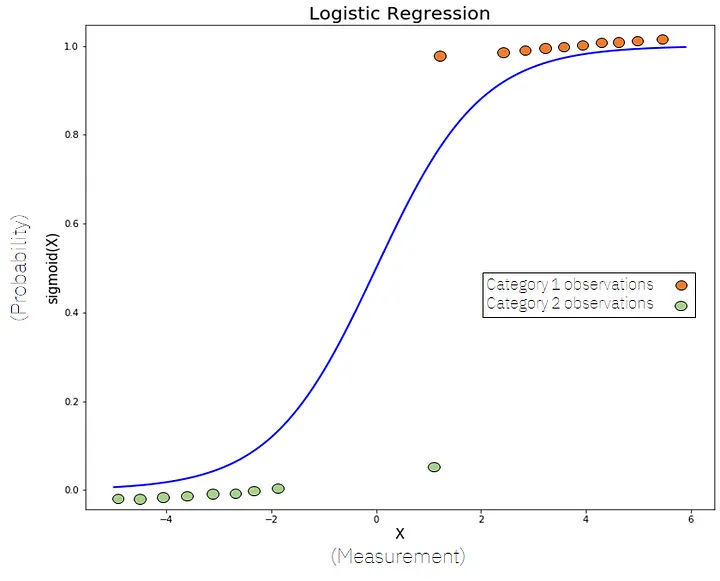 Logistic Regression
1.0
0.8
0.6
0.4
0.2
0.0
(Probability)
sigmoid(X)
Category 1 observations
Category 2 observations
−4
−2
0
2
4
6
X
(Measurement)